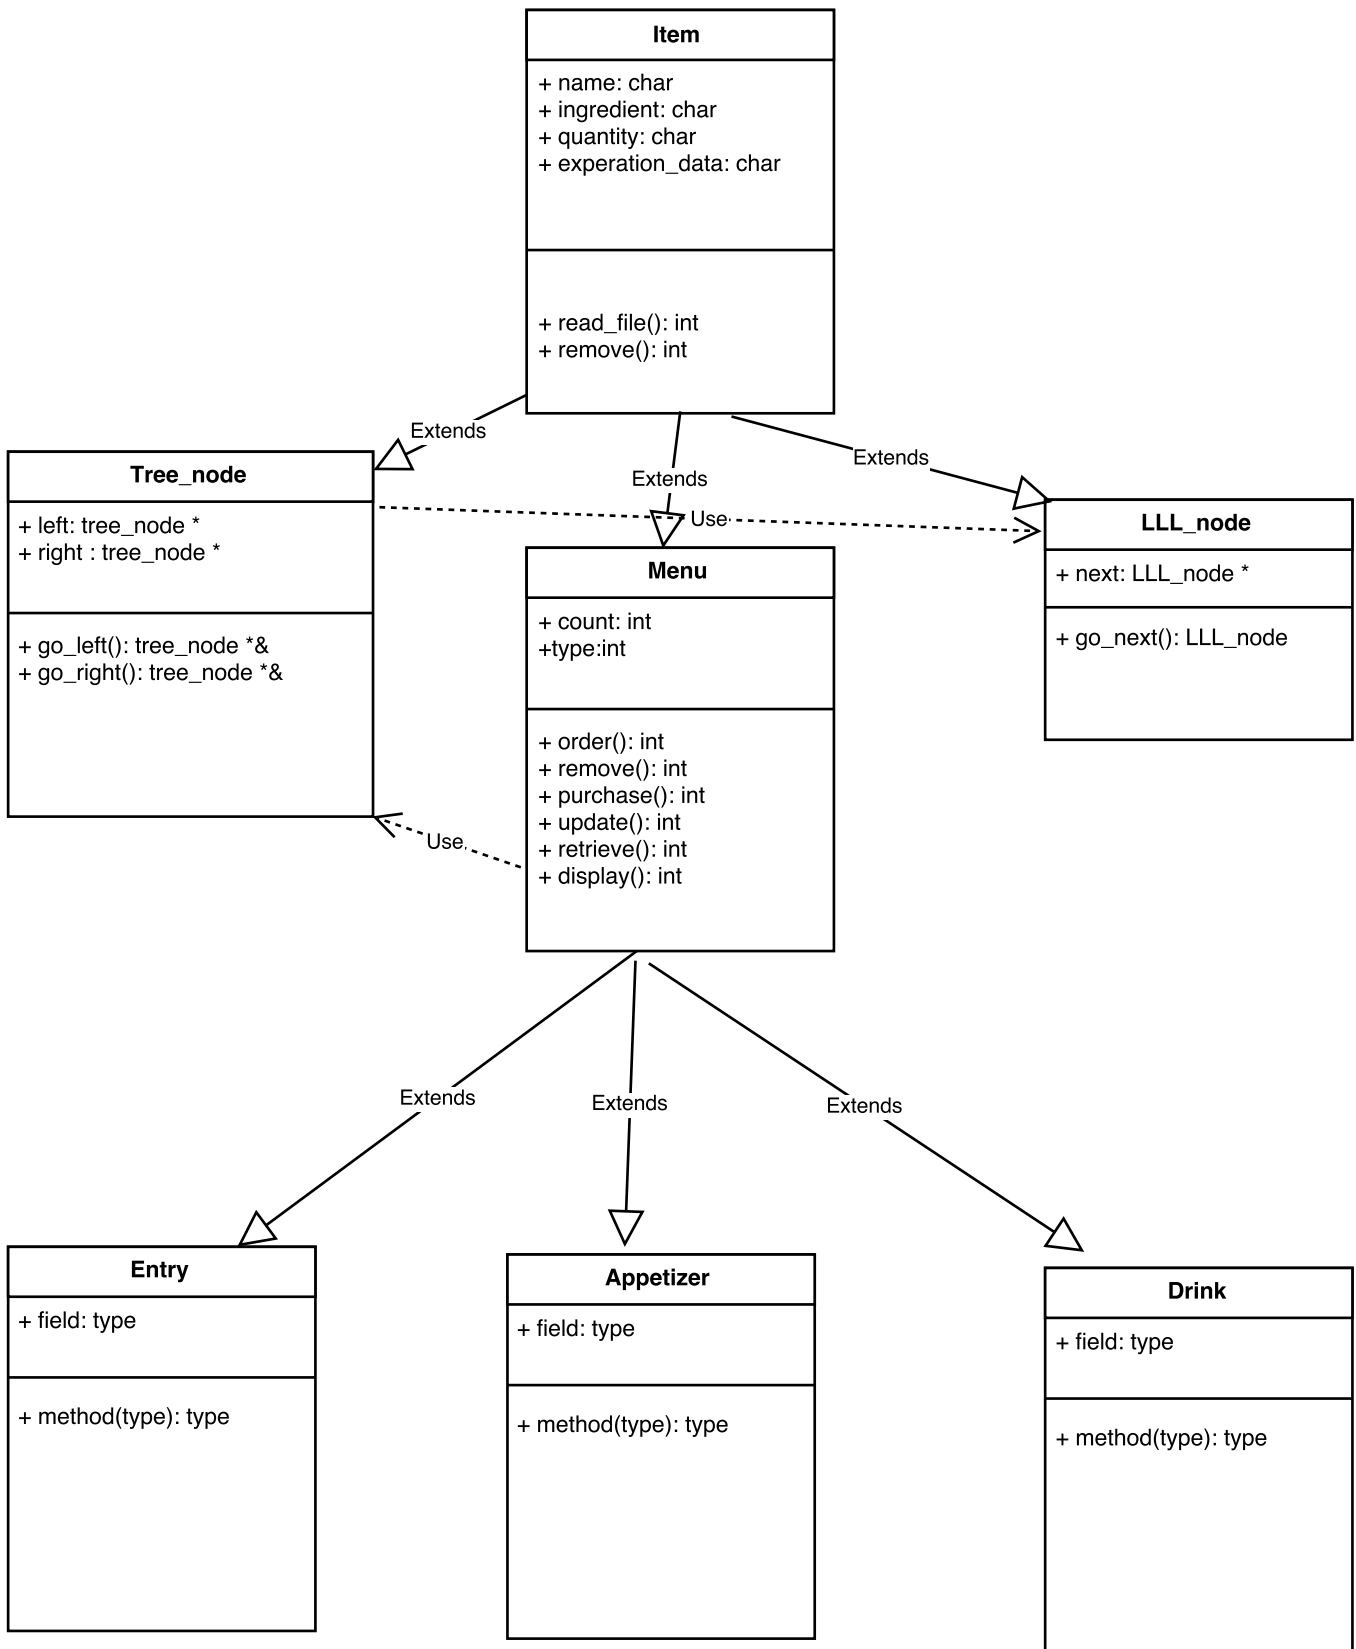 Item
+ name: char
+ ingredient: char
+ quantity: char
+ experation_data: char
+ read_file(): int
+ remove(): int
Extends
Extends
Extends
Tree_node
+ left: tree_node *
+ right : tree_node *
+ go_left(): tree_node *&
+ go_right(): tree_node *&
Use
LLL_node
+ next: LLL_node *
+ go_next(): LLL_node
Menu
+ count: int
+type:int
+ order(): int
+ remove(): int
+ purchase(): int
+ update(): int
+ retrieve(): int
+ display(): int
Use
Extends
Extends
Extends
Entry
+ field: type
+ method(type): type
Appetizer
+ field: type
+ method(type): type
Drink
+ field: type
+ method(type): type